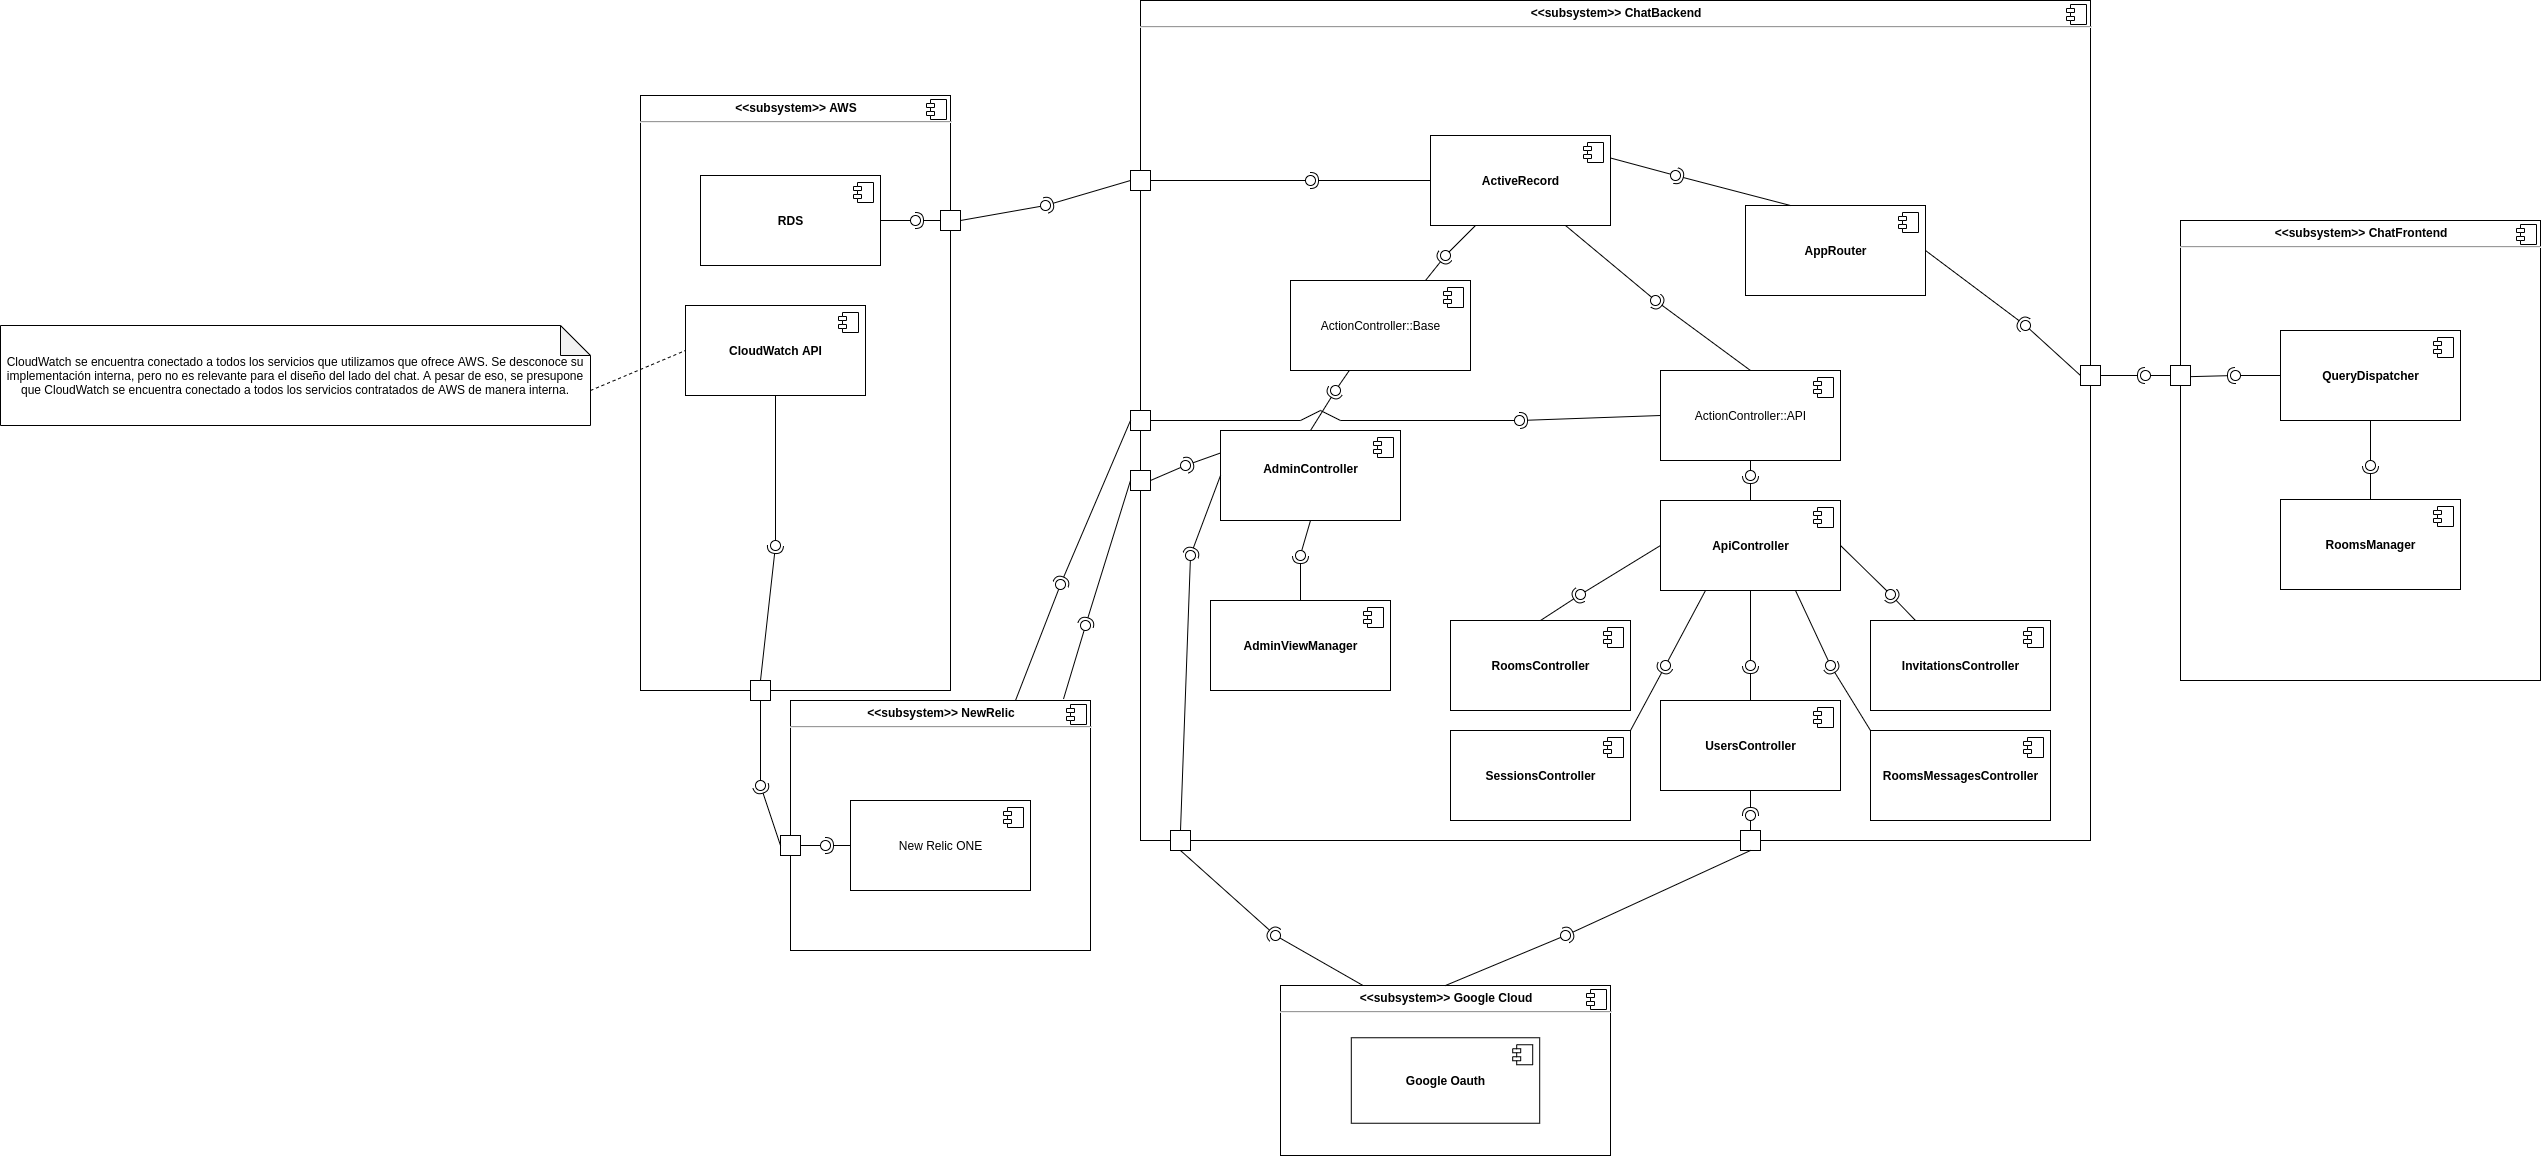 <<subsystem>> ChatBackend
<<subsystem>> AWS
ActiveRecord
RDS
AppRouter
<<subsystem>> ChatFrontend
ActionController::Base
CloudWatch API
CloudWatch se encuentra conectado a todos los servicios que utilizamos que ofrece AWS. Se desconoce su
implementación interna, pero no es relevante para el diseño del lado del chat. A pesar de eso, se presupone
que CloudWatch se encuentra conectado a todos los servicios contratados de AWS de manera interna.
QueryDispatcher
ActionController::API
AdminController
ApiController
RoomsManager
AdminViewManager
RoomsController
InvitationsController
<<subsystem>> NewRelic
UsersController
SessionsController
RoomsMessagesController
New Relic ONE
<<subsystem>> Google Cloud
Google Oauth